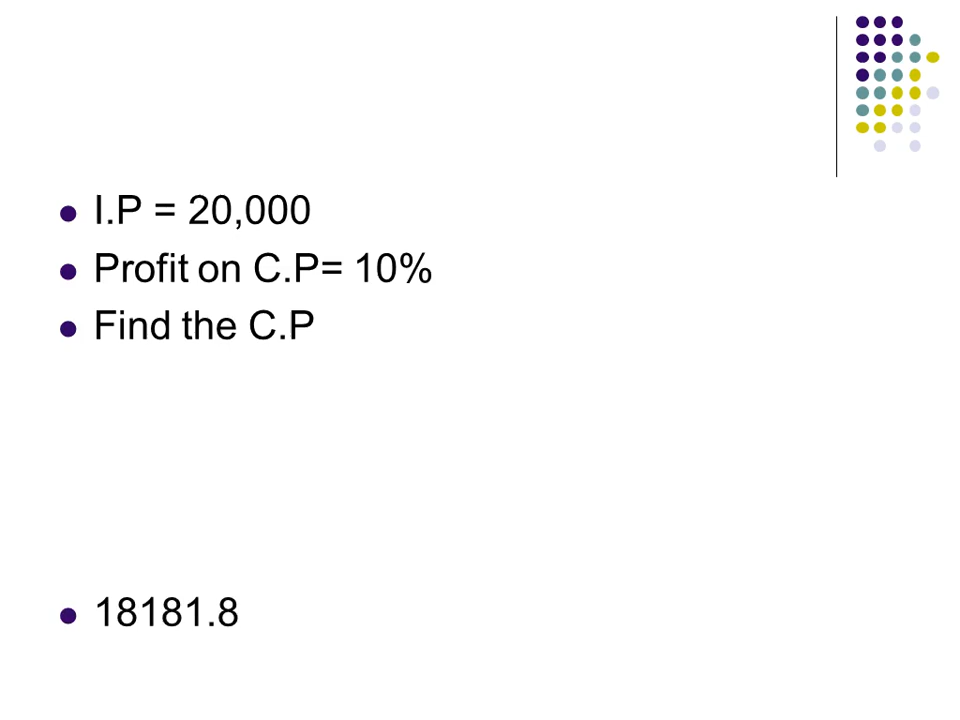 I.P = 20,000
Profit on C.P= 10%
Find the C.P
18181.8